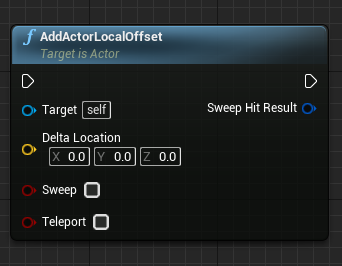 f AddActorLocalOffset
Target is Actor
Target self Sweep Hit Result
Delta Location
X 0.0 Y 0.0 Z 0.0
Sweep
Teleport